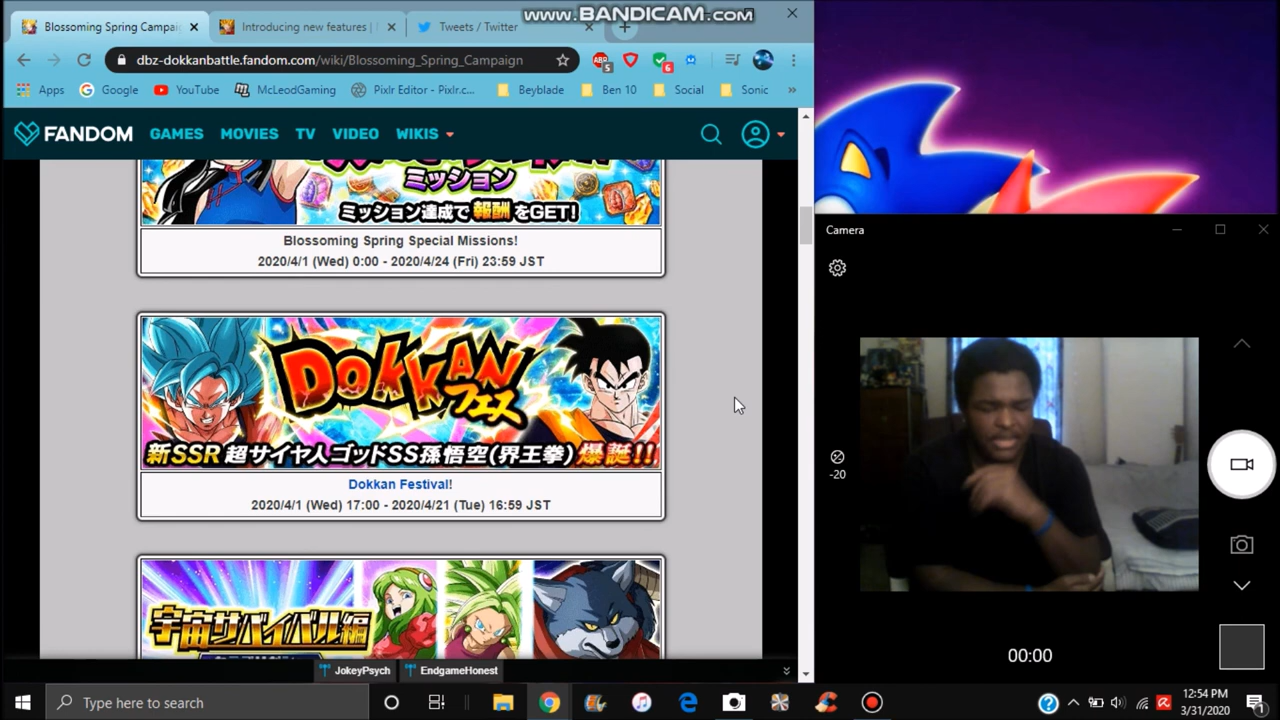 www.BANDICAM.com
Blossoming Spring Campai
Introducing new features |
Tweets / Twitter
dbz-dokkanbattle.fandom.com/wiki/Blossoming_Spring_Campaign
ABP
5
6
Apps
Google
YouTube
McLeodGaming
Pixlr Editor - Pixlr.c...
Beyblade
Ben 10
Social
Sonic
»
FANDOM
GAMES
MOVIES
TV
VIDEO
WIKIS
ミッション
ミッション達成で報酬をGET!
Blossoming Spring Special Missions!
2020/4/1 (Wed) 0:00 - 2020/4/24 (Fri) 23:59 JST
DOKKAN
フェス
新SSR 超サイヤ人ゴッドSS孫悟空(界王拳)爆誕!!
Dokkan Festival!
2020/4/1 (Wed) 17:00 - 2020/4/21 (Tue) 16:59 JST
宇宙サバイバル編
JokeyPsych
EndgameHonest
Camera
-20
00:00
Type here to search
12:54 PM
3/31/2020
1